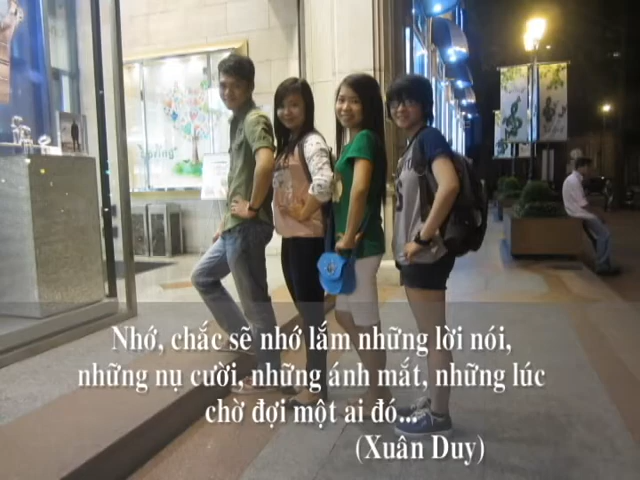 Nhớ, chắc sẽ nhớ lắm những lời nói,
những nụ cười, những ánh mắt, những lúc
chờ đợi một ai đó...
(Xuân Duy)